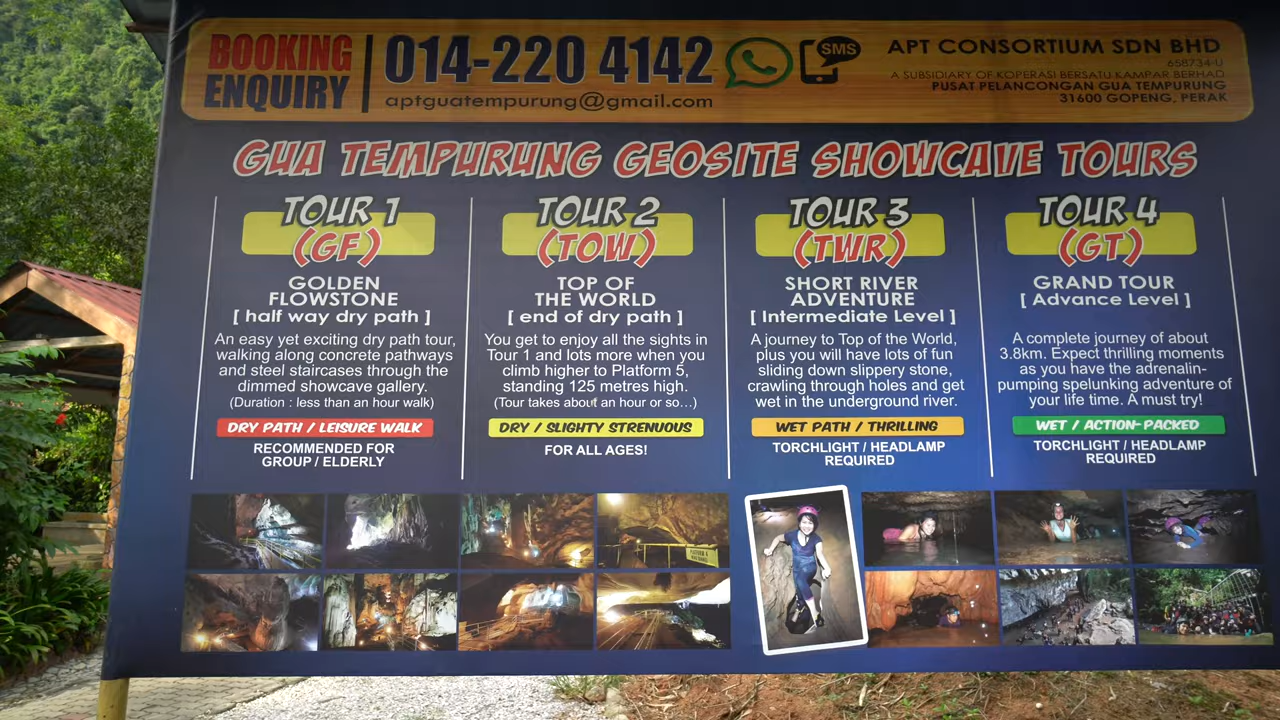 BOOKING
ENQUIRY
014-220 4142
SMS
aptguatempurung@gmail.com
APT CONSORTIUM SDN BHD
658734-U
A SUBSIDIARY OF KOPERASI BERSATU KAMPAR BERHAD
PUSAT PELANCONGAN GUA TEMPURUNG
31600 GOPENG, PERAK
GUA TEMPURUNG GEOSITE SHOWCAVE TOURS
TOUR 1
(GF)
GOLDEN
FLOWSTONE
[ half way dry path ]
An easy yet exciting dry path tour,
walking along concrete pathways
and steel staircases through the
dimmed showcave gallery.
(Duration : less than an hour walk)
DRY PATH / LEISURE WALK
RECOMMENDED FOR
GROUP / ELDERLY
TOUR 2
(TOW)
TOP OF
THE WORLD
[ end of dry path ]
You get to enjoy all the sights in
Tour 1 and lots more when you
climb higher to Platform 5,
standing 125 metres high.
(Tour takes about an hour or so...)
DRY / SLIGHTY STRENUOUS
FOR ALL AGES!
TOUR 3
(TWR)
SHORT RIVER
ADVENTURE
[ Intermediate Level ]
A journey to Top of the World,
plus you will have lots of fun
sliding down slippery stone,
crawling through holes and get
wet in the underground river.
WET PATH / THRILLING
TORCHLIGHT / HEADLAMP
REQUIRED
TOUR 4
(GT)
GRAND TOUR
[ Advance Level ]
A complete journey of about
3.8km. Expect thrilling moments
as you have the adrenalin-
pumping spelunking adventure of
your life time. A must try!
WET / ACTION-PACKED
TORCHLIGHT / HEADLAMP
REQUIRED